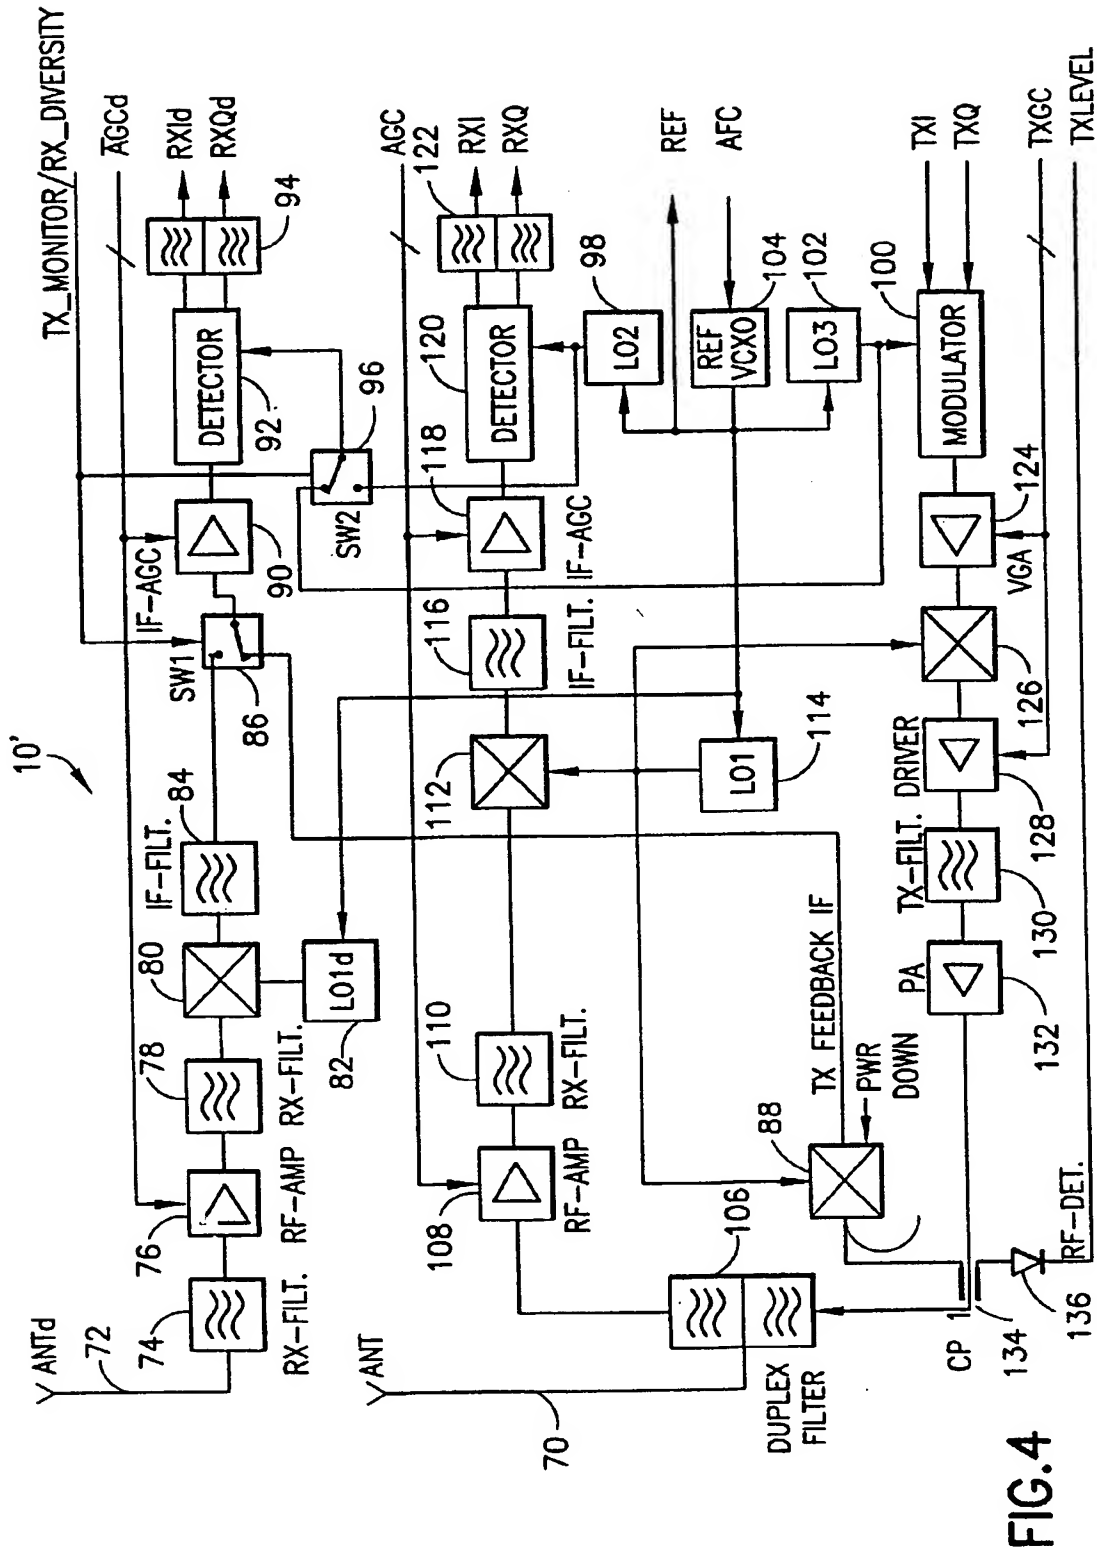 10'
TX_MONITOR/RX_DIVERSITY
AGCd
ANTd
72
74
RX-FILT.
76
RF-AMP
78
RX-FILT.
80
LO1d
82
IF-FILT.
84
SW1
86
IF-AGC
90
DETECTOR
92
94
RXId
RXQd
SW2
96
AGC
ANT
70
DUPLEX
FILTER
106
108
RF-AMP
110
RX-FILT.
112
116
IF-FILT.
118
IF-AGC
DETECTOR
120
122
RXI
RXQ
LO2
98
REF
AFC
REF
VCXO
104
LO3
102
LO1
114
TX FEEDBACK IF
88
PWR
DOWN
TXI
TXQ
MODULATOR
100
VGA
124
126
DRIVER
128
TX-FILT.
130
PA
132
CP 1
134
136
RF-DET.
TXGC
TXLEVEL
FIG.4